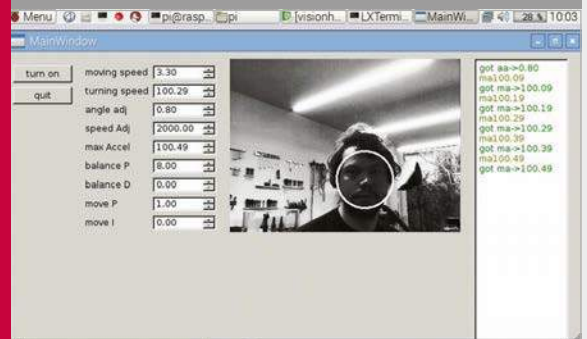 Menu pi@rasp... pi [visionh... LXTermi... MainWi... 28 % 10:03
MainWindow
turn on
quit
moving speed 3.30
turning speed 100.29
angle adj 0.80
speed Adj 2000.00
max Accel 100.49
balance P 8.00
balance D 0.00
move P 1.00
move I 0.00
got aa->0.80
ma100.09
got ma->100.09
ma100.19
got ma->100.19
ma100.29
got ma->100.29
ma100.39
got ma->100.39
ma100.49
got ma->100.49